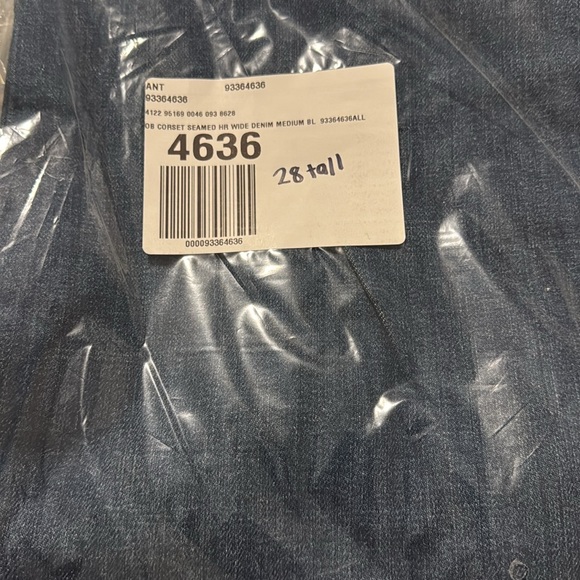 ANT 93364636
93364636
4122 95169 0046 093 8628
OB CORSET SEAMED HR WIDE DENIM MEDIUM BL 93364636ALL
4636
28 tall
000093364636